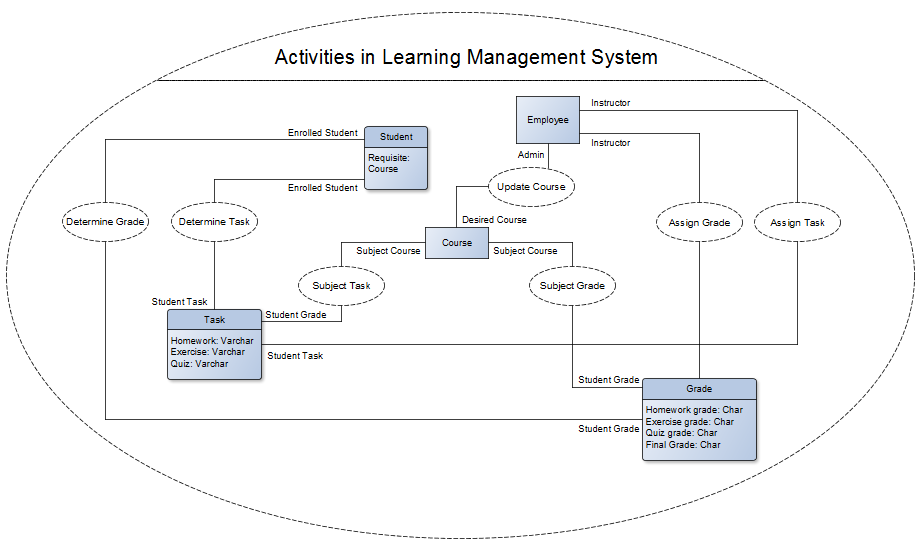 Activities in Learning Management System
Instructor
Employee
Enrolled Student
Student
Instructor
Admin
Requisite:
Course
Enrolled Student
Update Course
Determine Grade
Determine Task
Desired Course
Assign Grade
Assign Task
Course
Subject Course
Subject Course
Subject Task
Subject Grade
Student Task
Student Grade
Task
Homework: Varchar
Exercise: Varchar
Quiz: Varchar
Student Task
Student Grade
Grade
Homework grade: Char
Exercise grade: Char
Quiz grade: Char
Final Grade: Char
Student Grade